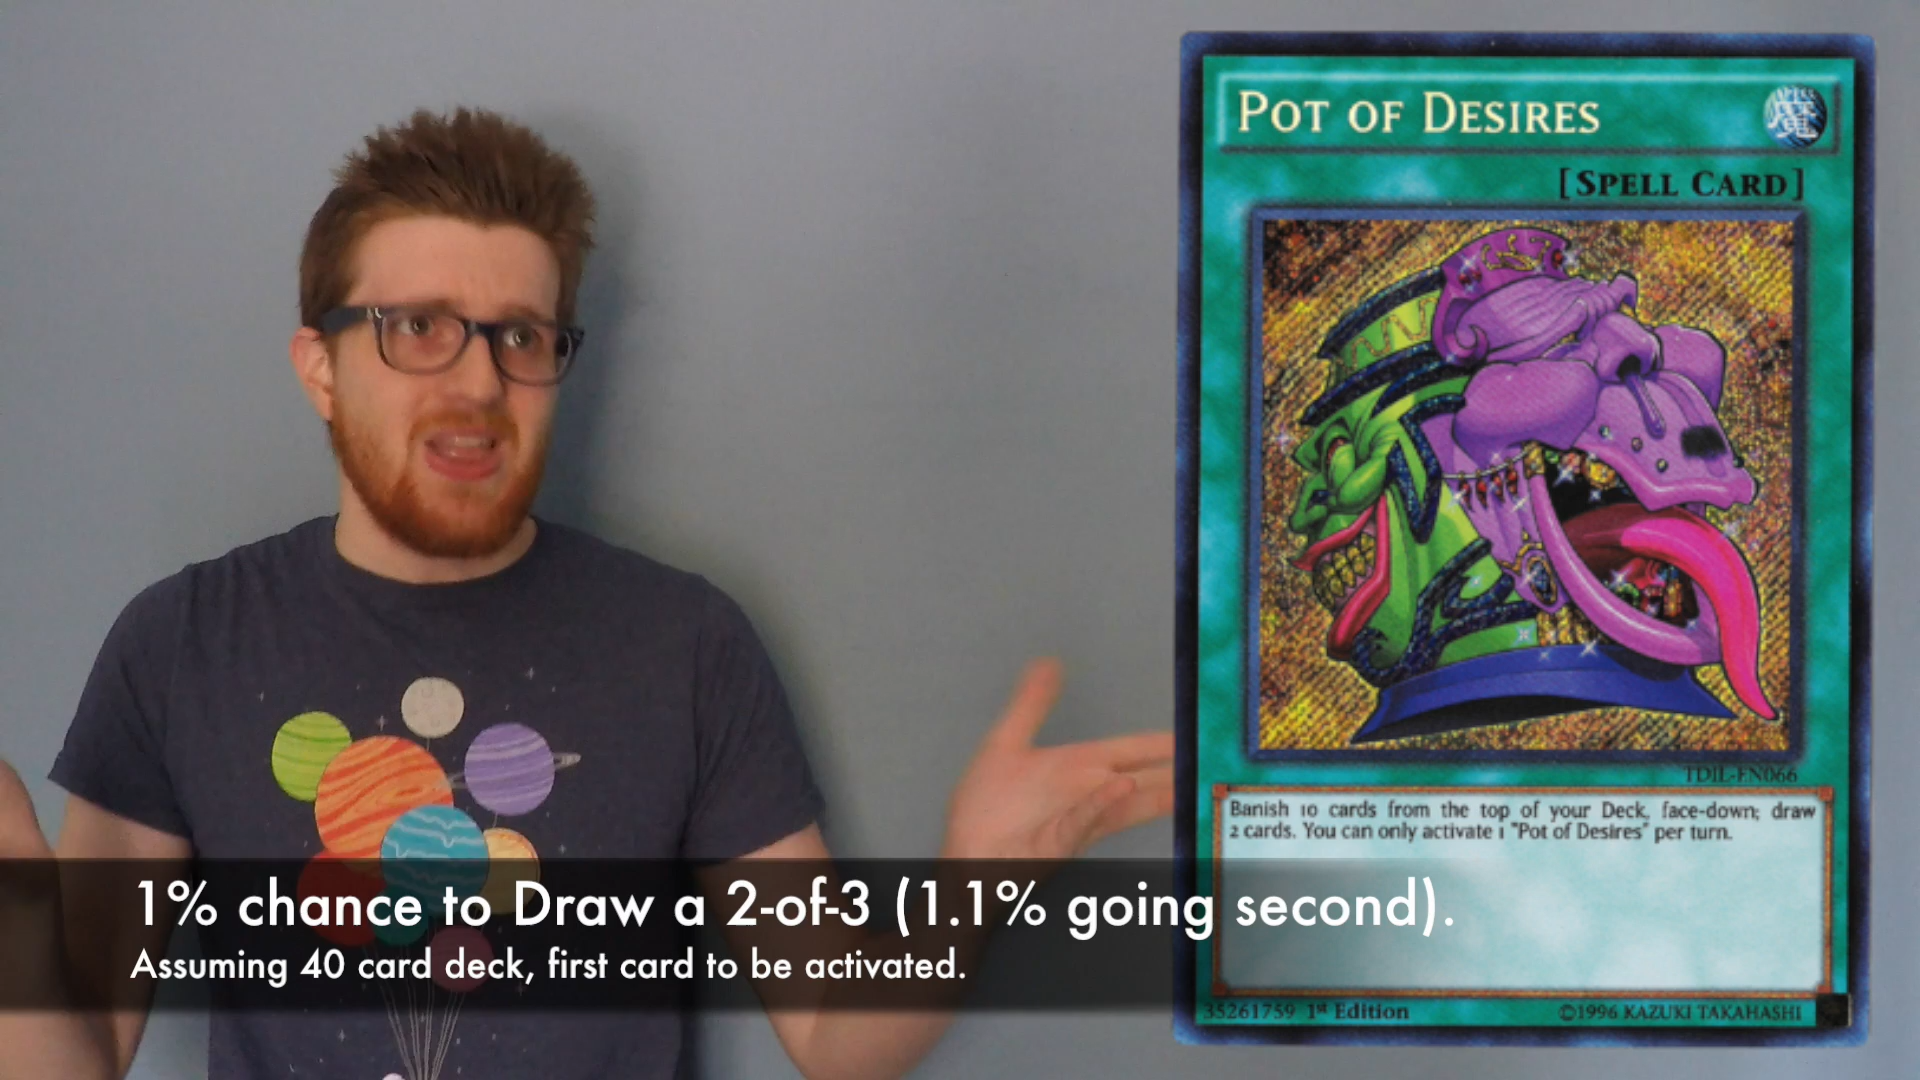 POT OF DESIRES
魔
[SPELL CARD]
TDIL-EN066
Banish 10 cards from the top of your Deck, face-down; draw
2 cards. You can only activate 1 "Pot of Desires" per turn.
1% chance to Draw a 2-of-3 (1.1% going second).
Assuming 40 card deck, first card to be activated.
35261759 1st Edition
©1996 KAZUKI TAKAHASHI